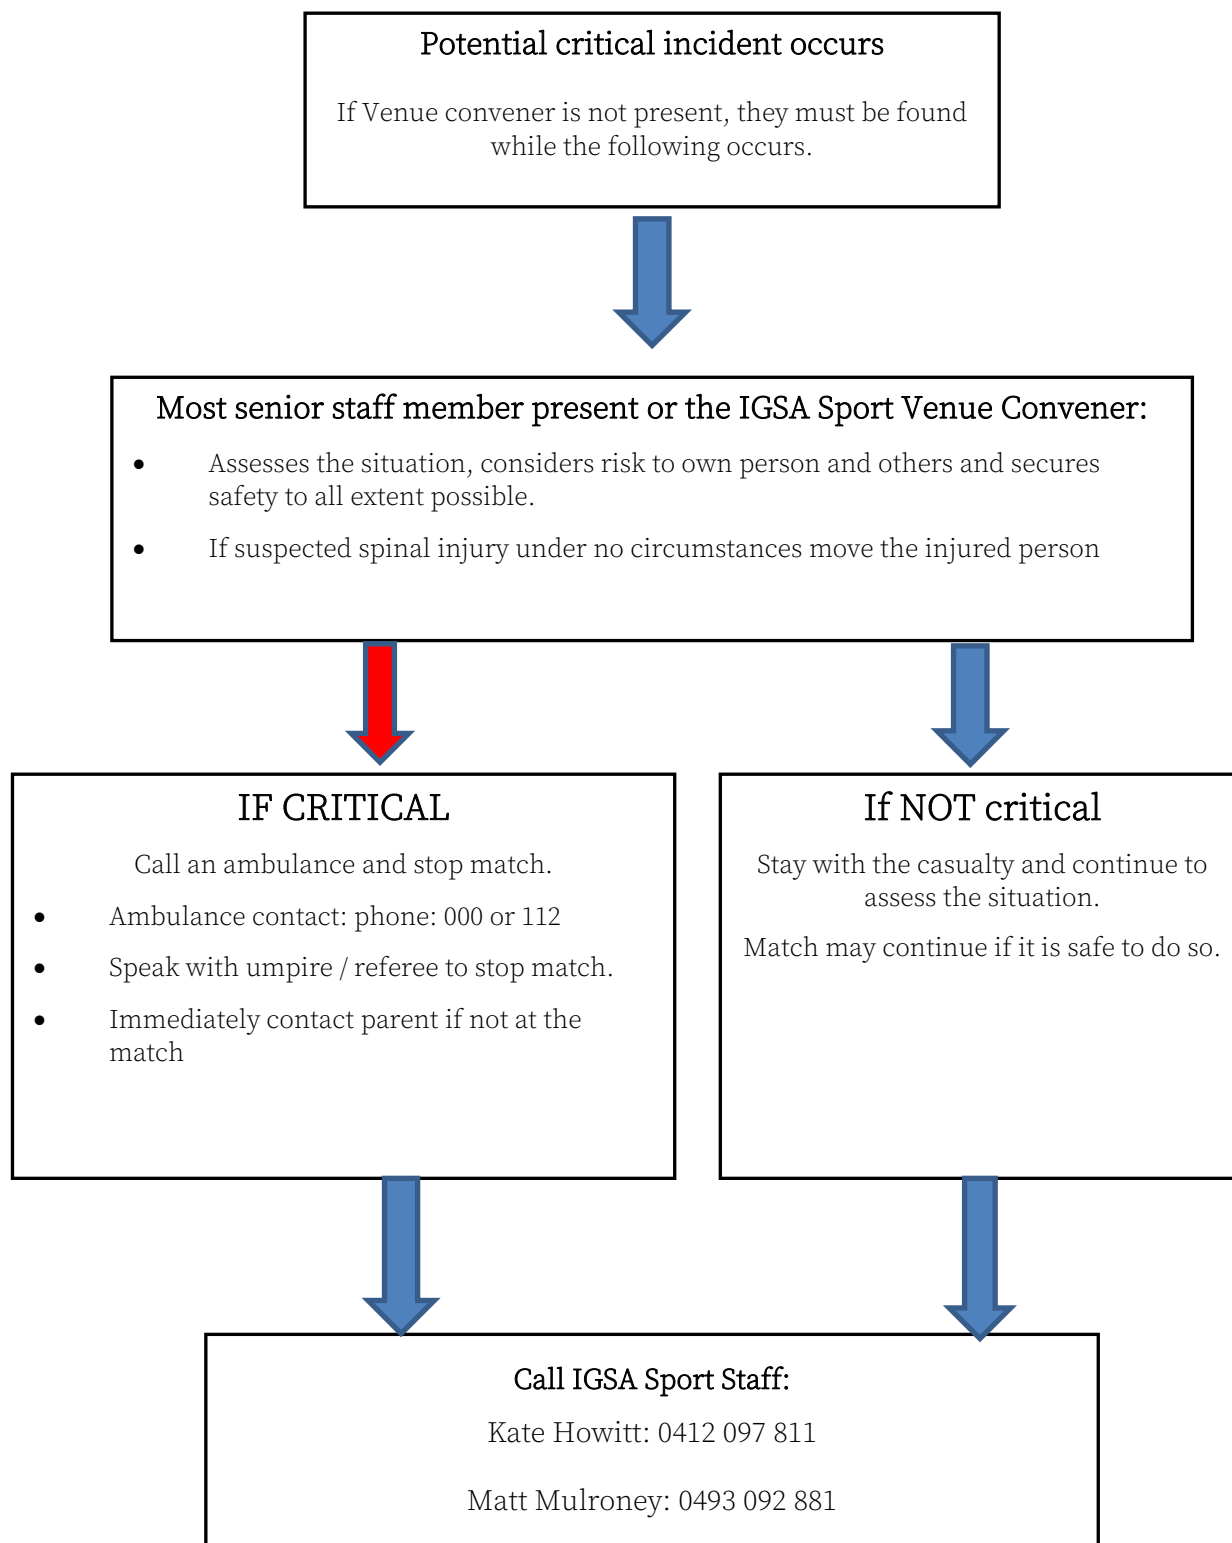 Potential critical incident occurs
If Venue convener is not present, they must be found
while the following occurs.
Most senior staff member present or the IGSA Sport Venue Convener:
• Assesses the situation, considers risk to own person and others and secures
safety to all extent possible.
• If suspected spinal injury under no circumstances move the injured person
IF CRITICAL
Call an ambulance and stop match.
• Ambulance contact: phone: 000 or 112
• Speak with umpire / referee to stop match.
• Immediately contact parent if not at the
match
If NOT critical
Stay with the casualty and continue to
assess the situation.
Match may continue if it is safe to do so.
Call IGSA Sport Staff:
Kate Howitt: 0412 097 811
Matt Mulroney: 0493 092 881